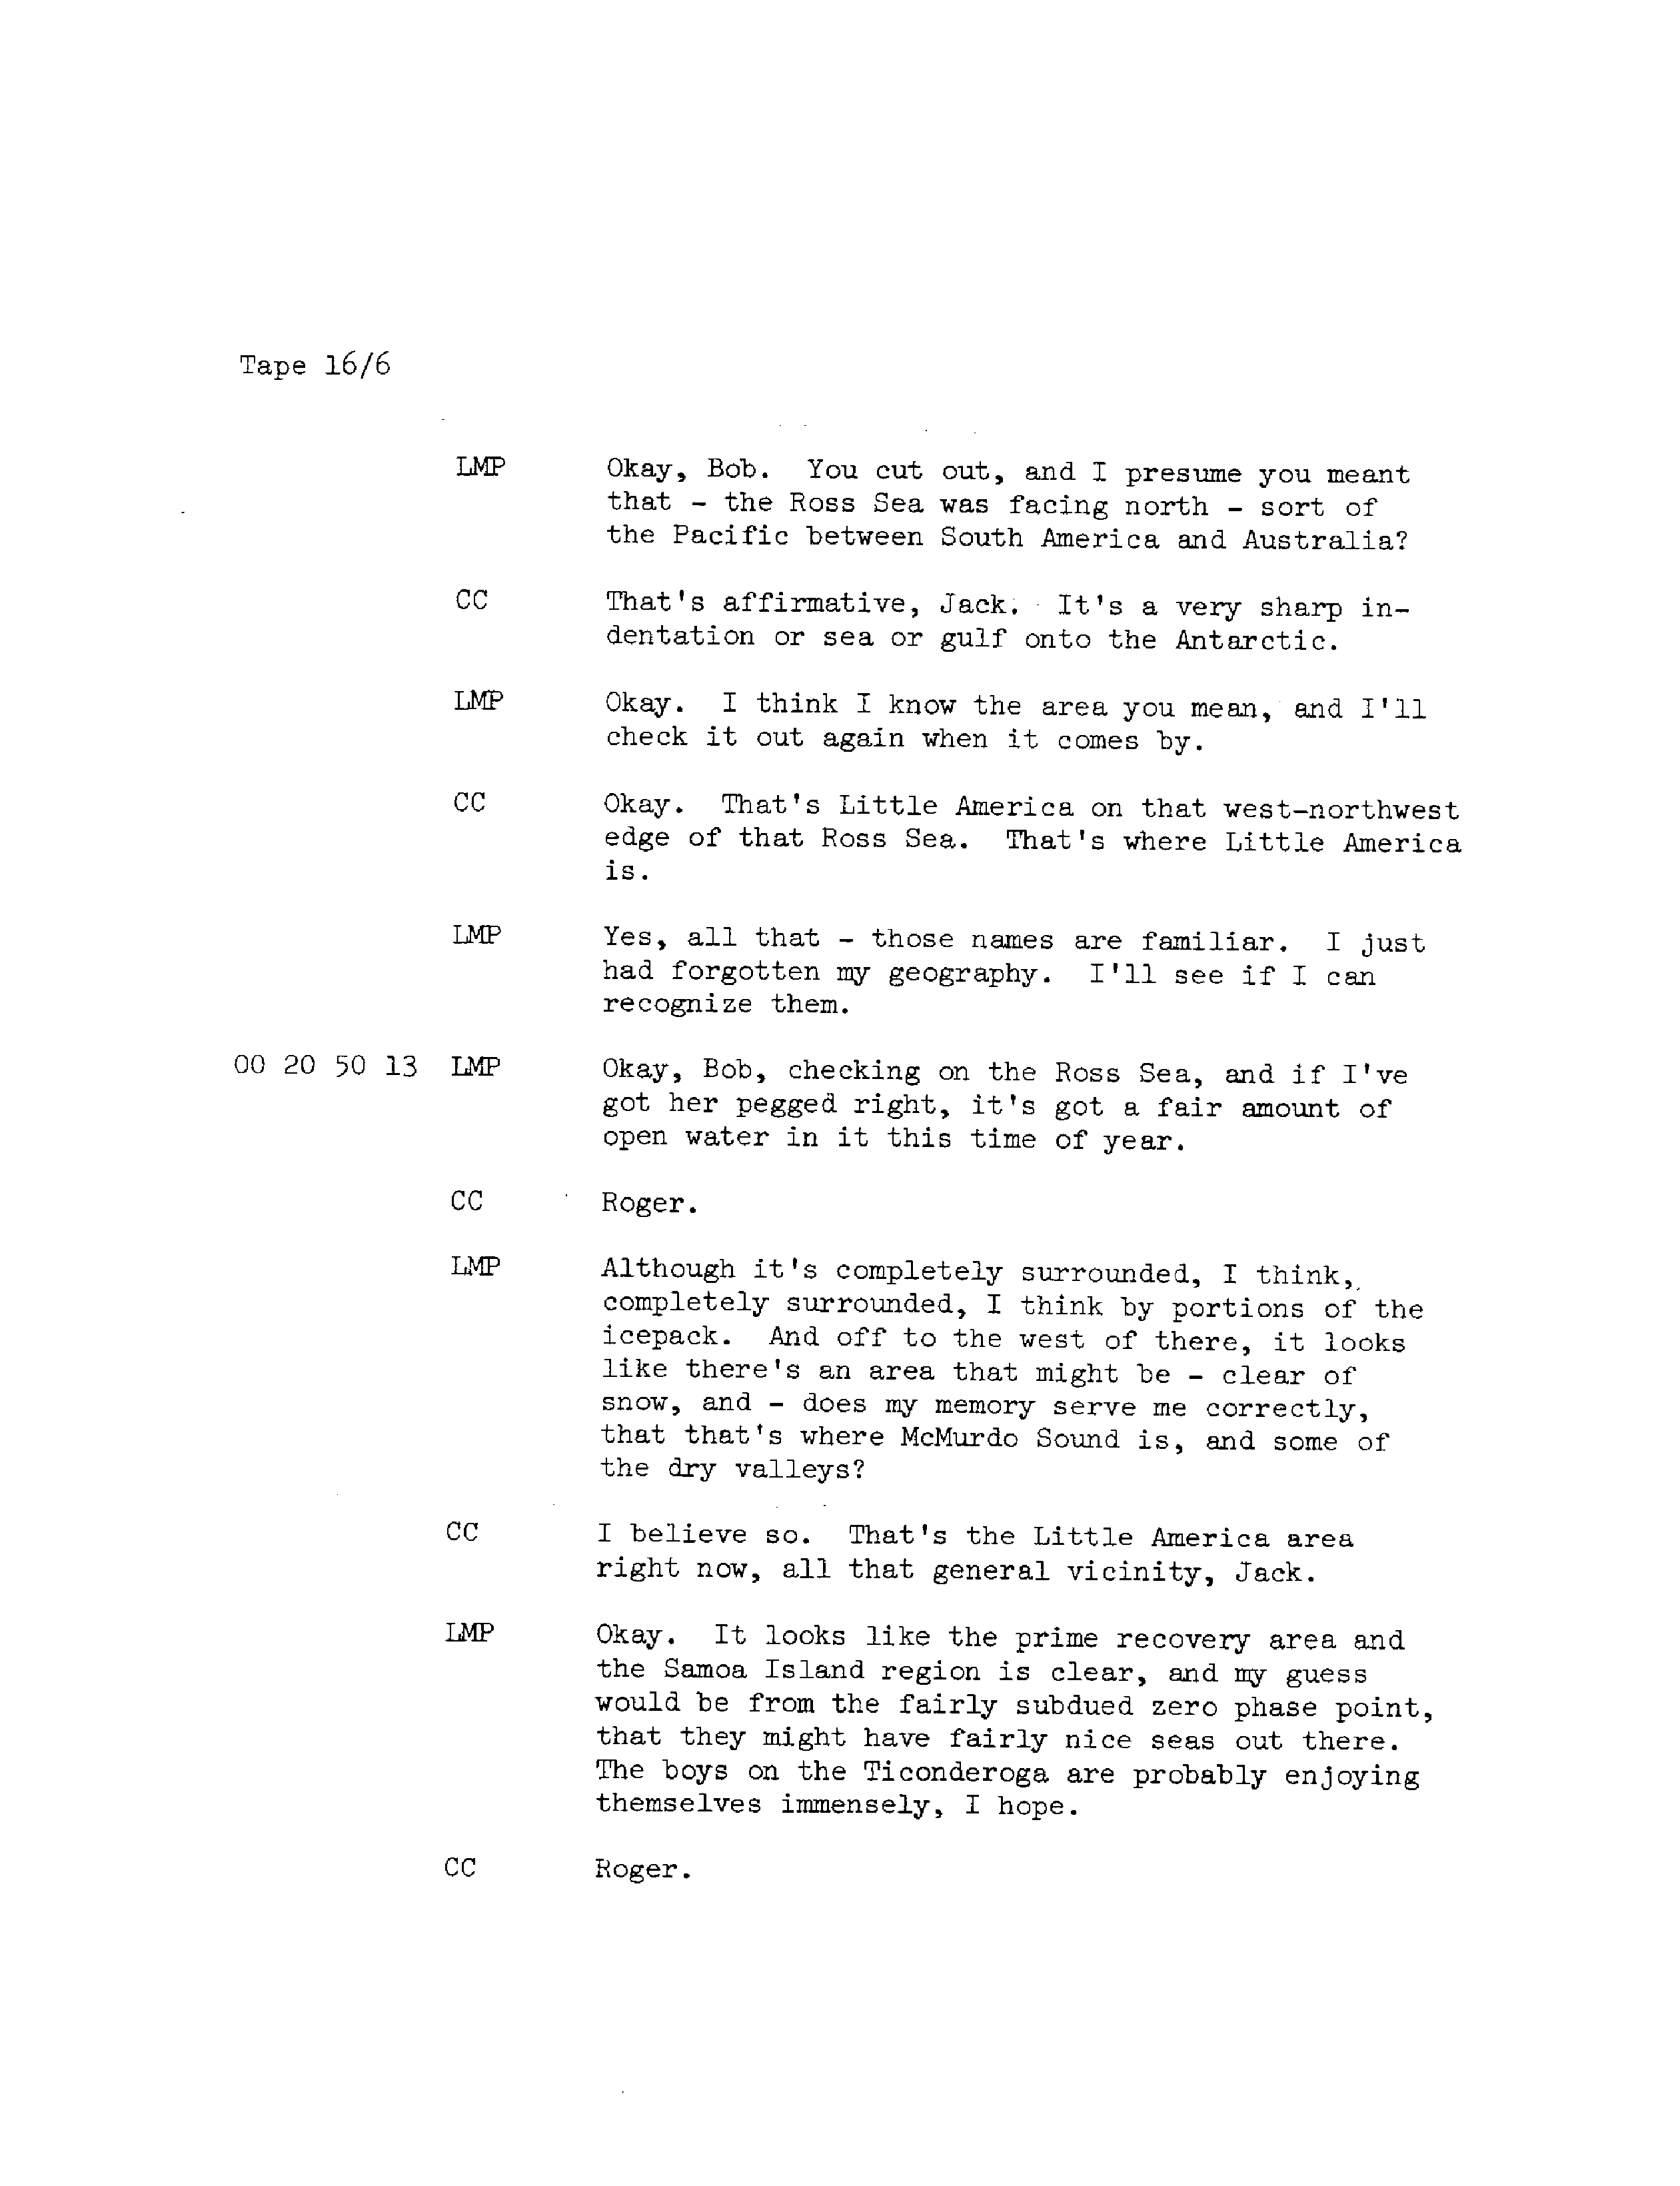 Tape 16/6
LMP Okay, Bob. You cut out, and I presume you meant
that - the Ross Sea was facing north - sort of
the Pacific between South America and Australia?
CC That's affirmative, Jack. It's a very sharp in-
dentation or sea or gulf onto the Antarctic.
LMP Okay. I think I know the area you mean, and I'll
check it out again when it comes by.
CC Okay. That's Little America on that west-northwest
edge of that Ross Sea. That's where Little America
is.
LMP Yes, all that - those names are familiar. I just
had forgotten my geography. I'll see if I can
recognize them.
00 20 50 13 LMP Okay, Bob, checking on the Ross Sea, and if I've
got her pegged right, it's got a fair amount of
open water in it this time of year.
CC Roger.
LMP Although it's completely surrounded, I think,
completely surrounded, I think by portions of the
icepack. And off to the west of there, it looks
like there's an area that might be - clear of
snow, and - does my memory serve me correctly,
that that's where McMurdo Sound is, and some of
the dry valleys?
CC I believe so. That's the Little America area
right now, all that general vicinity, Jack.
LMP Okay. It looks like the prime recovery area and
the Samoa Island region is clear, and my guess
would be from the fairly subdued zero phase point,
that they might have fairly nice seas out there.
The boys on the Ticonderoga are probably enjoying
themselves immensely, I hope.
CC Roger.